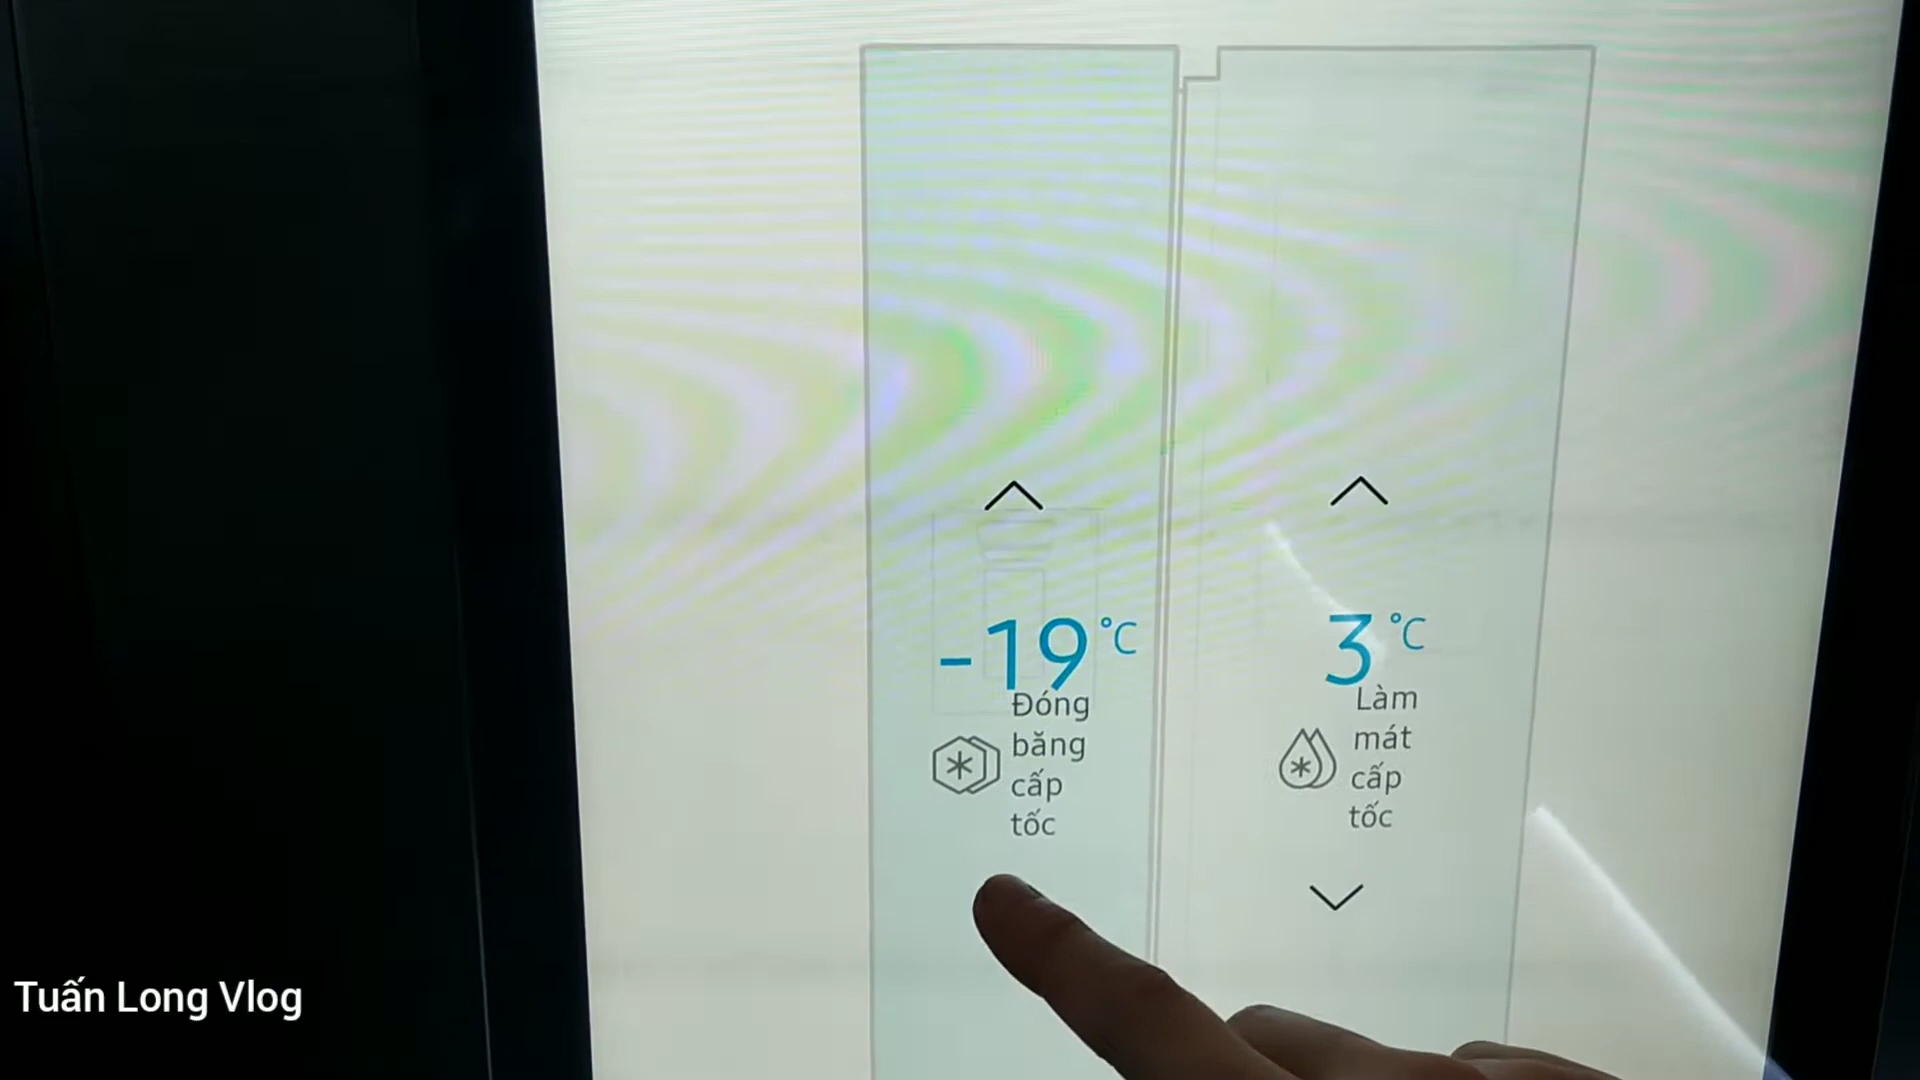 -19°C
Đóng
băng
cấp
tốc
3°C
Làm
mát
cấp
tốc
Tuấn Long Vlog